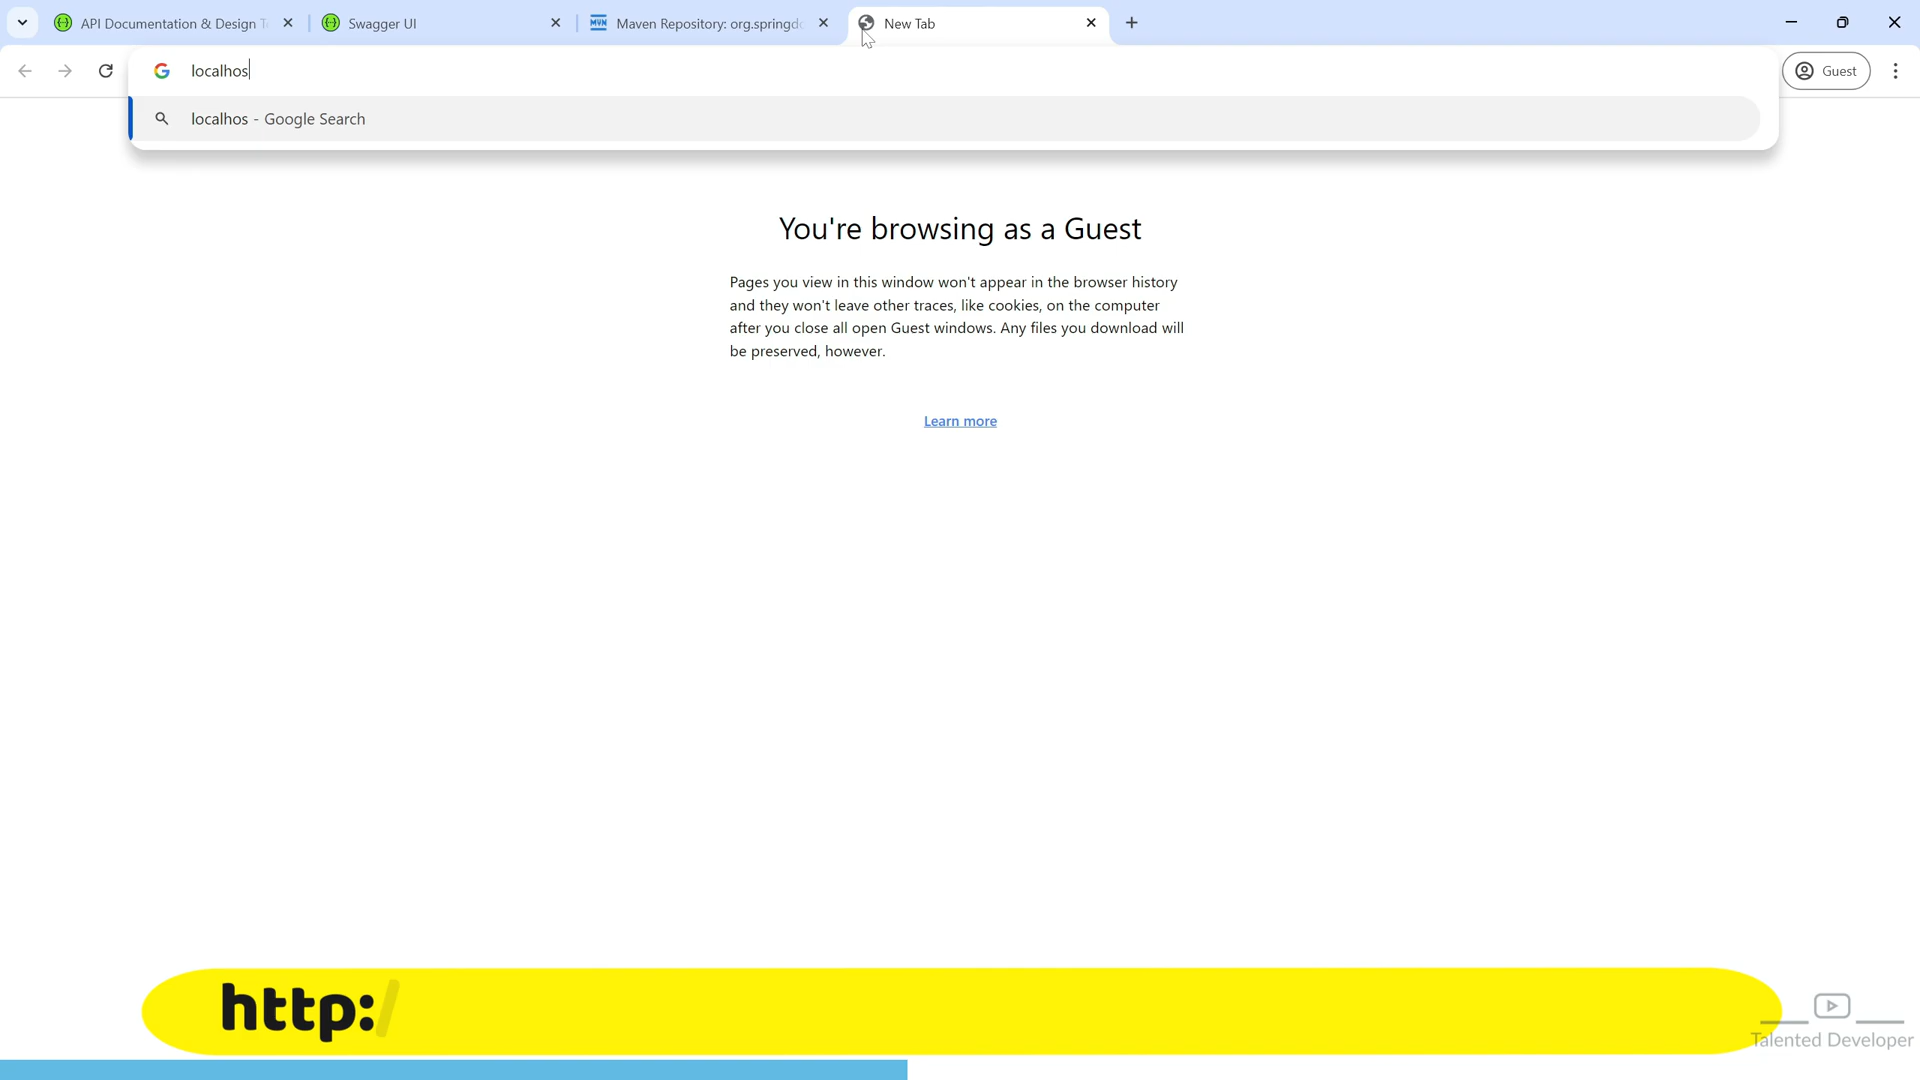 API Documentation & Design T
Swagger UI
Maven Repository: org.springdo
New Tab
localhos
Guest
localhos - Google Search
You're browsing as a Guest
Pages you view in this window won't appear in the browser history
and they won't leave other traces, like cookies, on the computer
after you close all open Guest windows. Any files you download will
be preserved, however.
Learn more
http:/
Talented Developer